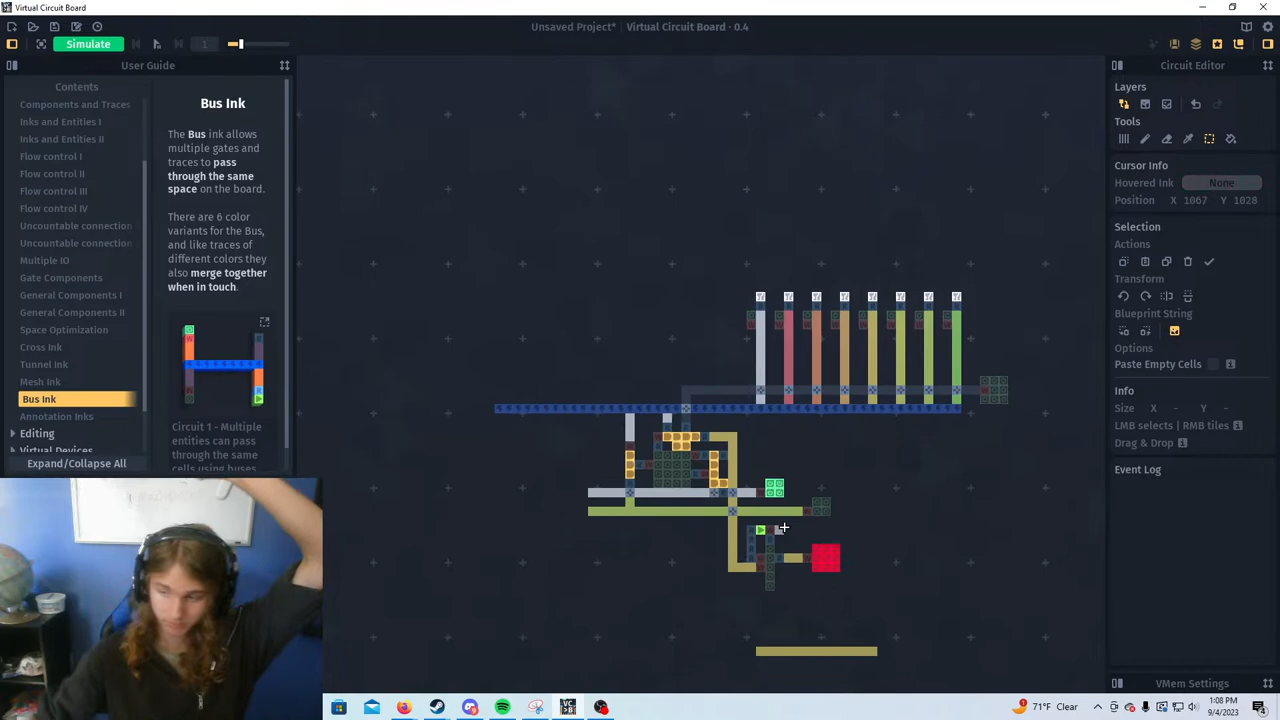 Virtual Circuit Board
Unsaved Project* | Virtual Circuit Board - 0.4
Simulate
1
User Guide
Contents
Components and Traces
Inks and Entities I
Inks and Entities II
Flow control I
Flow control II
Flow control III
Flow control IV
Uncountable connection
Uncountable connection
Multiple IO
Gate Components
General Components I
General Components II
Space Optimization
Cross Ink
Tunnel Ink
Mesh Ink
Bus Ink
Annotation Inks
Editing
Virtual Devices
Expand/Collapse All
Bus Ink
The Bus ink allows
multiple gates and
traces to pass
through the same
space on the board.
There are 6 color
variants for the Bus,
and like traces of
different colors they
also merge together
when in touch.
Circuit 1 - Multiple
entities can pass
through the same
cells using buses
Circuit Editor
Layers
Tools
Cursor Info
Hovered Ink None
Position X 1067 Y 1028
Selection
Actions
Transform
Blueprint String
Options
Paste Empty Cells
Info
Size X - Y -
LMB selects | RMB tiles
Drag & Drop
Event Log
VMem Settings
71°F Clear
1:08 PM
9/4/2023